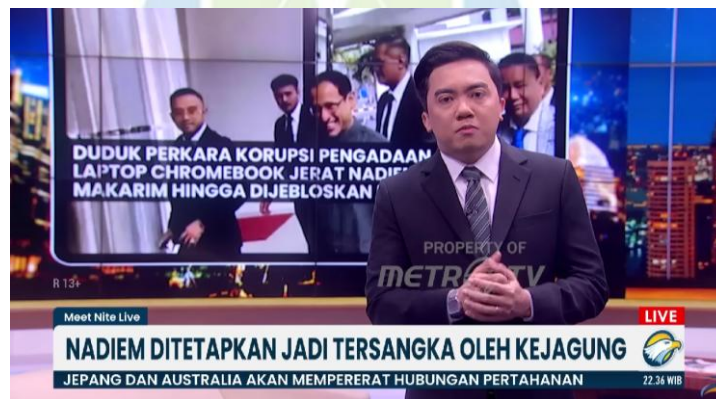 DUDUK PERKARA KORUPSI PENGADAAN
LAPTOP CHROMEBOOK JERAT
MAKARIM HINGGA DIJEBLOSKAN
PROPERTY OF
METRO TV
R 13+
Meet Nite Live
LIVE
NADIEM DITETAPKAN JADI TERSANGKA OLEH KEJAGUNG
JEPANG DAN AUSTRALIA AKAN MEMPERERAT HUBUNGAN PERTAHANAN
22.36 WIB